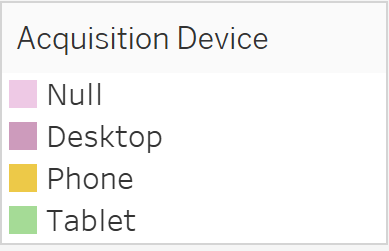 Acquisition Device
Null
Desktop
Phone
Tablet